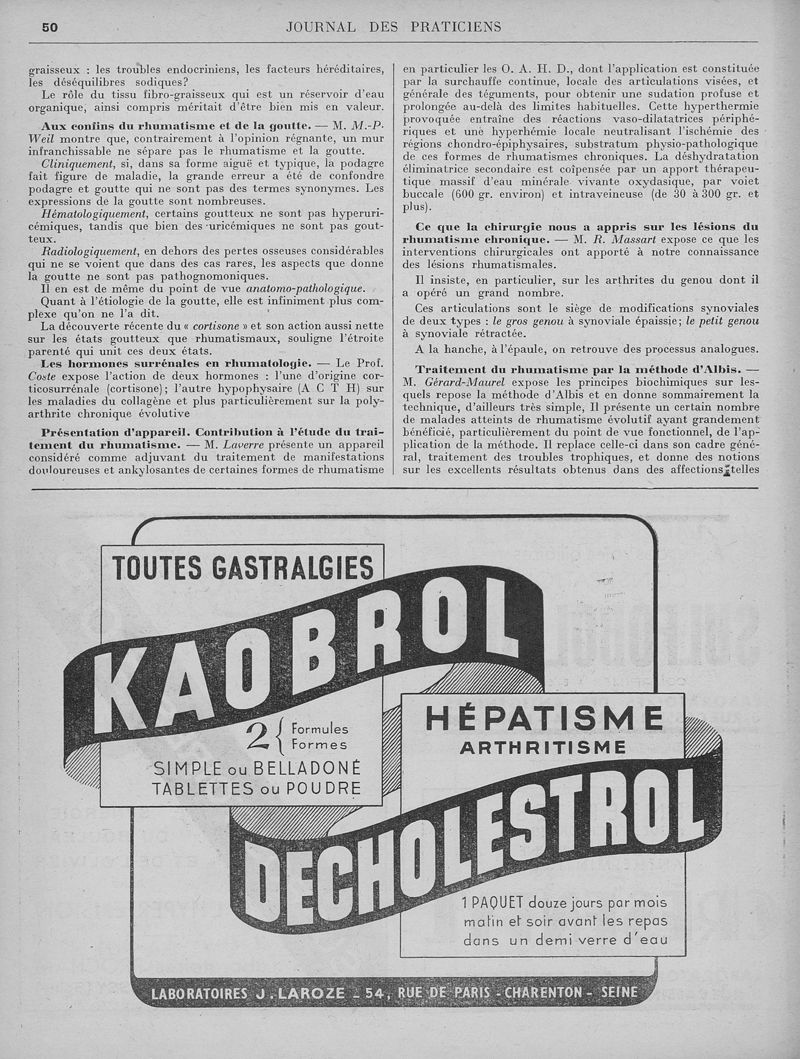 50
JOURNAL DES PRATICIENS
graisseux : les troubles endocriniens, les facteurs héréditaires,
les déséquilibres sodiques?
Le rôle du tissu fibro-graisseux qui est un réservoir d'eau
organique, ainsi compris méritait d'être bien mis en valeur.
Aux confins du rhumatisme et de la goutte. — M. M.-P-
Weil montre que, contrairement à l'opinion régnante, un mur
infranchissable ne sépare pas le rhumatisme et la goutte.
Cliniquement, si, dans sa forme aiguë et typique, la podagre
fait figure de maladie, la grande erreur a été de confondre
podagre et goutte qui ne sont pas des termes synonymes. Les
expressions de la goutte sont nombreuses.
Hématologiquement, certains goutteux ne sont pas hyperuri-
cémiques, tandis que bien des uricémiques ne sont pas gout-
teux.
Radiologiquement, en dehors des pertes osseuses considérables
qui ne se voient que dans des cas rares, les aspects que donne
la goutte ne sont pas pathognomoniques.
Il en est de même du point de vue anatomo-pathologique.
Quant à l'étiologie de la goutte, elle est infiniment plus com-
plexe qu'on ne l'a dit.
La découverte récente du « cortisone » et son action aussi nette
sur les états goutteux que rhumatismaux, souligne l'étroite
parenté qui unit ces deux états.
Les hormones surrénales en rhumatologie. — Le Prof.
Coste expose l'action de deux hormones : l'une d'origine cor-
ticosurrénale (cortisone); l'autre hypophysaire (A C T H) sur
les maladies du collagène et plus particulièrement sur la poly-
arthrite chronique évolutive
Présentation d'appareil. Contribution à l'étude du trai-
tement du rhumatisme. — M. Laverre présente un appareil
considéré comme adjuvant du traitement de manifestations
douloureuses et ankylosantes de certaines formes de rhumatisme
en particulier les O. A. H. D., dont l'application est constituée
par la surchauffe continue, locale des articulations visées, et
générale des téguments, pour obtenir une sudation profuse et
prolongée au-delà des limites habituelles. Cette hyperthermie
provoquée entraîne des réactions vaso-dilatatrices périphé-
riques et une hyperhémie locale neutralisant l'ischémie des
régions chondro-épiphysaires, substratum physio-pathologique
de ces formes de rhumatismes chroniques. La déshydratation
éliminatrice secondaire est coïpensée par un apport thérapeu-
tique massif d'eau minérale vivante oxydasique, par voiet
buccale (600 gr. environ) et intraveineuse (de 30 à 300 gr. et
plus).
Ce que la chirurgie nous a appris sur les lésions du
rhumatisme chronique. — M. R. Massart expose ce que les
interventions chirurgicales ont apporté à notre connaissance
des lésions rhumatismales.
Il insiste, en particulier, sur les arthrites du genou dont il
a opéré un grand nombre.
Ces articulations sont le siège de modifications synoviales
de deux types : le gros genou à synoviale épaissie; le petit genou
à synoviale rétractée.
A la hanche, à l'épaule, on retrouve des processus analogues.
Traitement du rhumatisme par la méthode d'Albis. —
M. Gérard-Maurel expose les principes biochimiques sur les-
quels repose la méthode d'Albis et en donne sommairement la
technique, d'ailleurs très simple, Il présente un certain nombre
de malades atteints de rhumatisme évolutif ayant grandement
bénéficié, particulièrement du point de vue fonctionnel, de l'ap-
plication de la méthode. Il replace celle-ci dans son cadre géné-
ral, traitement des troubles trophiques, et donne des notions
sur les excellents résultats obtenus dans des affections telles
TOUTES GASTRALGIES
KAOBROL
2 { Formules
Formes
SIMPLE ou BELLADONÉ
TABLETTES ou POUDRE
HÉPATISME
ARTHRITISME
DECHOLESTROL
1 PAQUET douze jours par mois
matin et soir avant les repas
dans un demi verre d'eau
LABORATOIRES J. LAROZE - 54, RUE DE PARIS - CHARENTON - SEINE